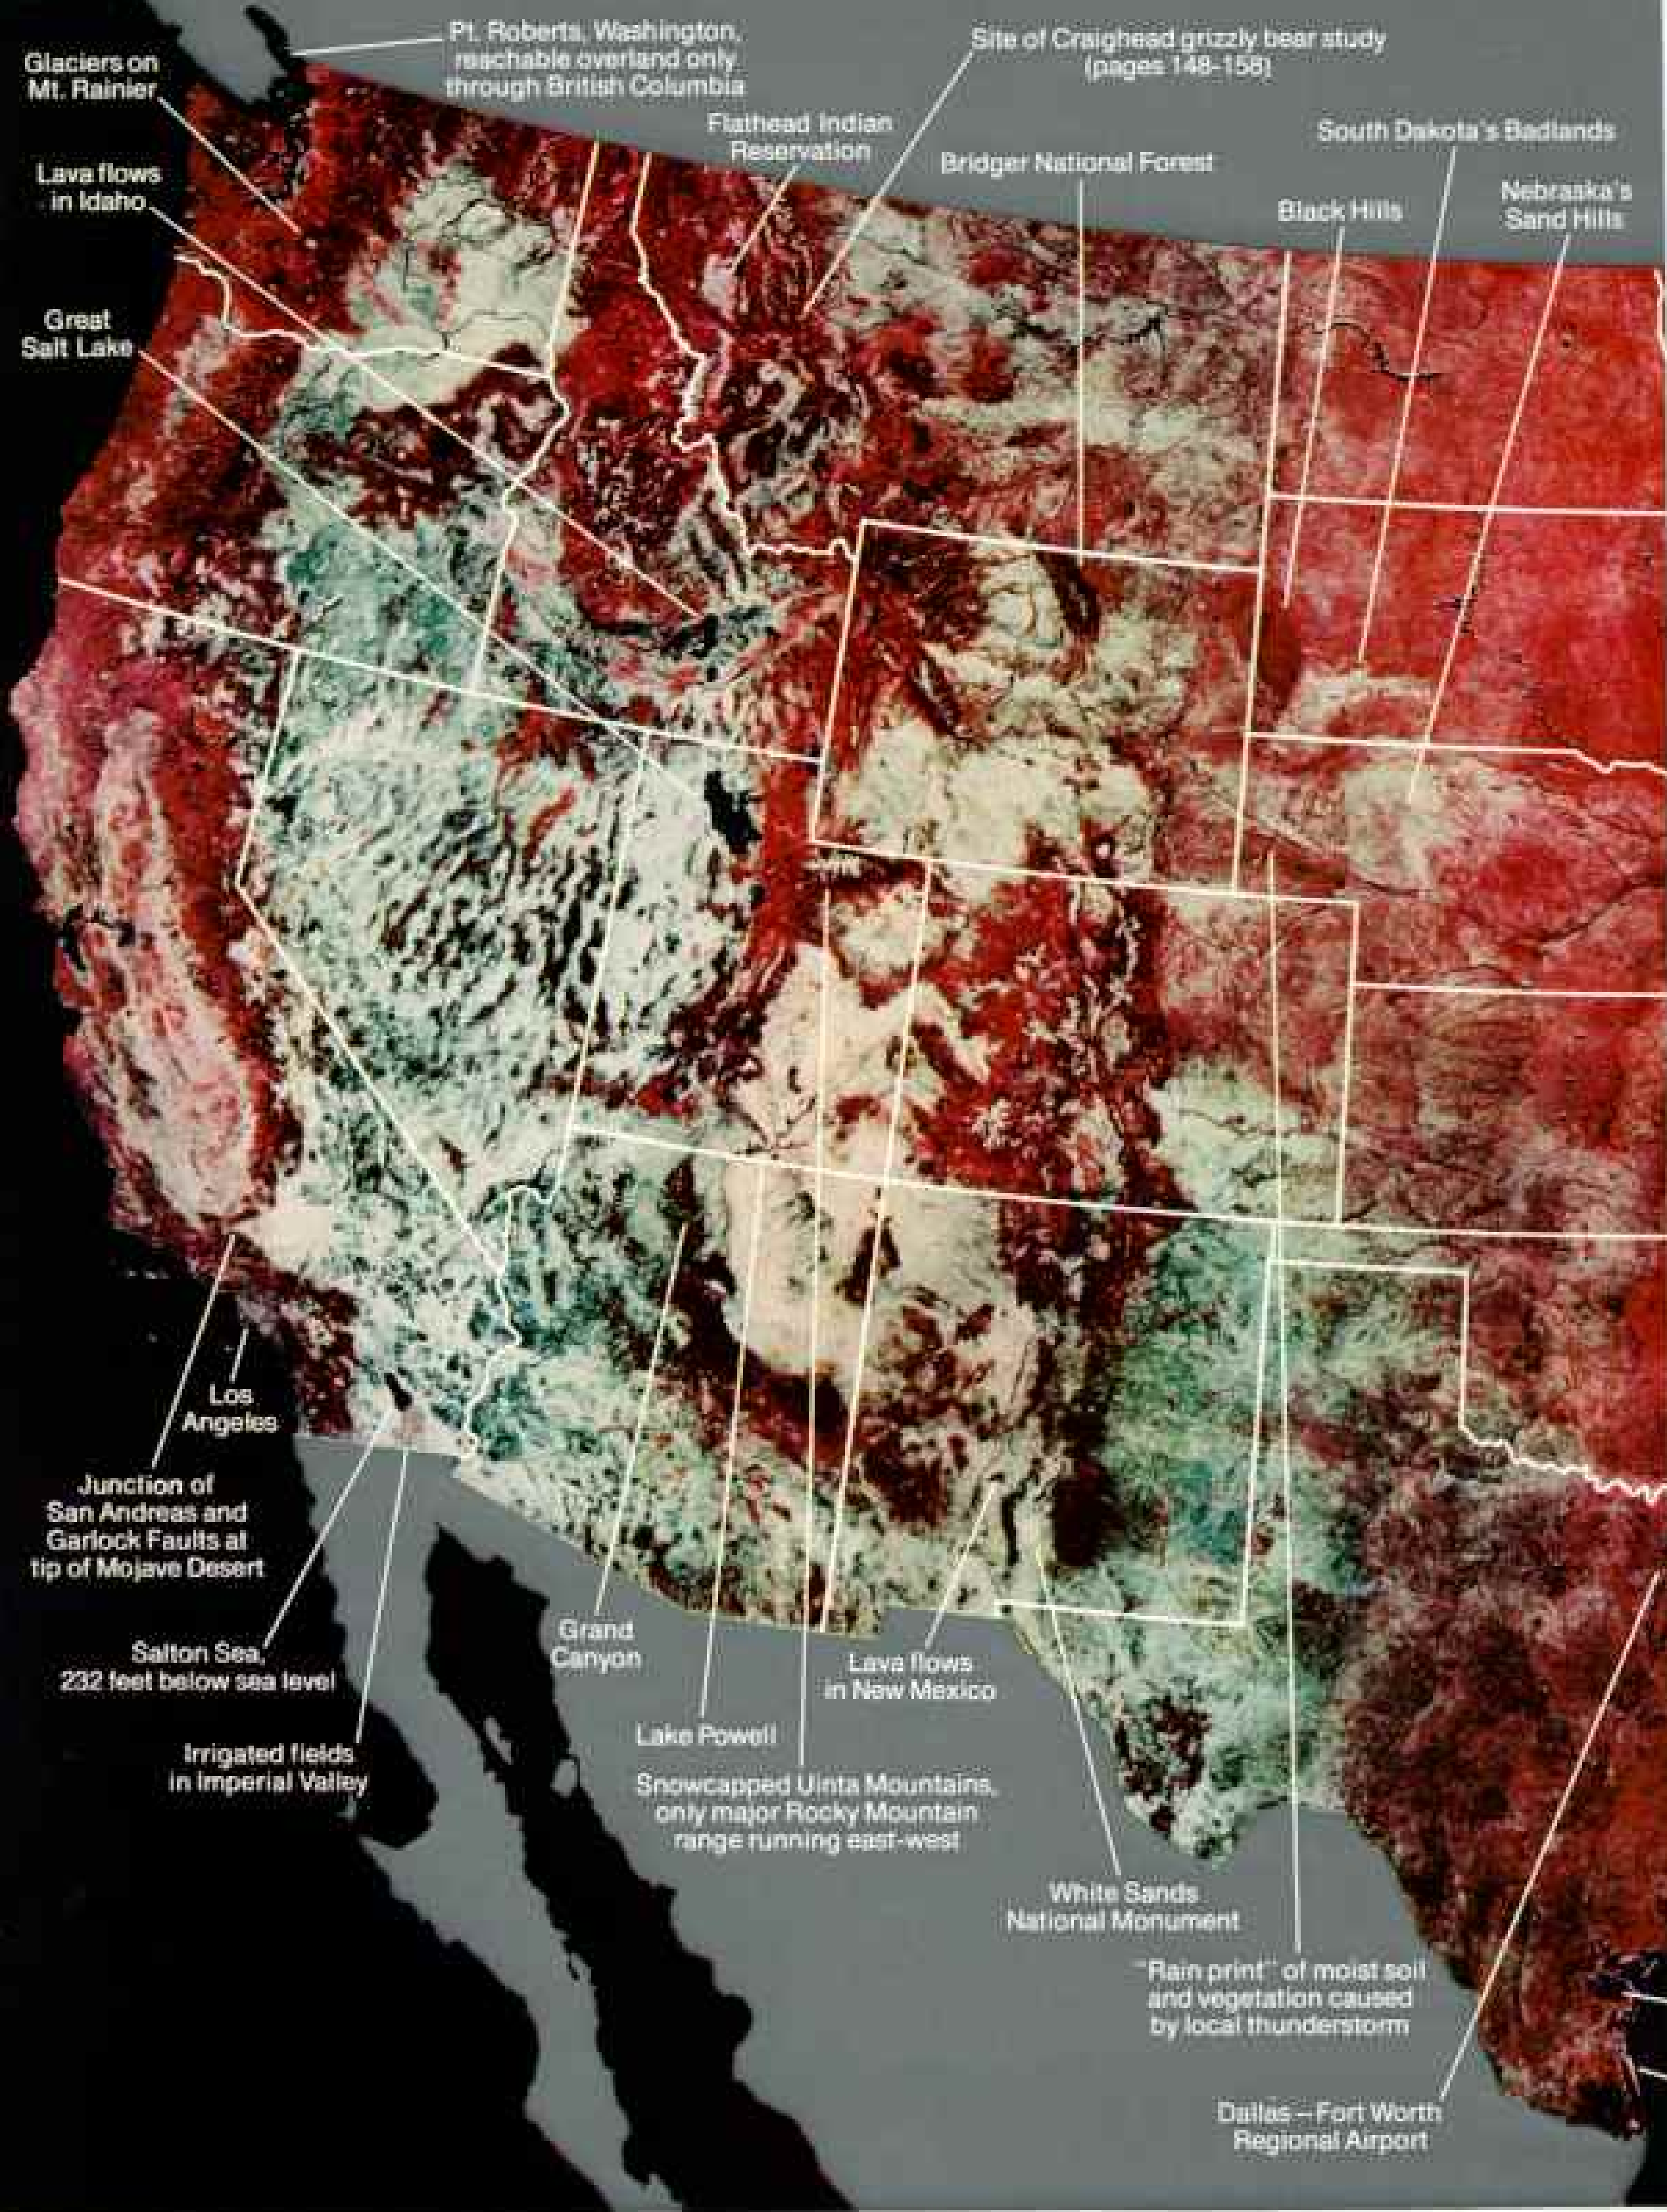 Pt. Roberts, Washington,
reachable overland only
through British Columbia
Site of Craighead grizzly bear study
(pages 148-158)
Glaciers on
Mt. Rainier
Flathead Indian
Reservation
South Dakota's Badlands
Bridger National Forest
Lava flows
in Idaho
Nebraska's
Sand Hills
Black Hills
Great
Salt Lake
Los
Angeles
Junction of
San Andreas and
Garlock Faults at
tip of Mojave Desert
Grand
Canyon
Salton Sea,
232 feet below sea level
Lava flows
in New Mexico
Lake Powell
Irrigated fields
in Imperial Valley
Snowcapped Uinta Mountains,
only major Rocky Mountain
range running east-west
White Sands
National Monument
"Rain print" of moist soil
and vegetation caused
by local thunderstorm
Dallas – Fort Worth
Regional Airport